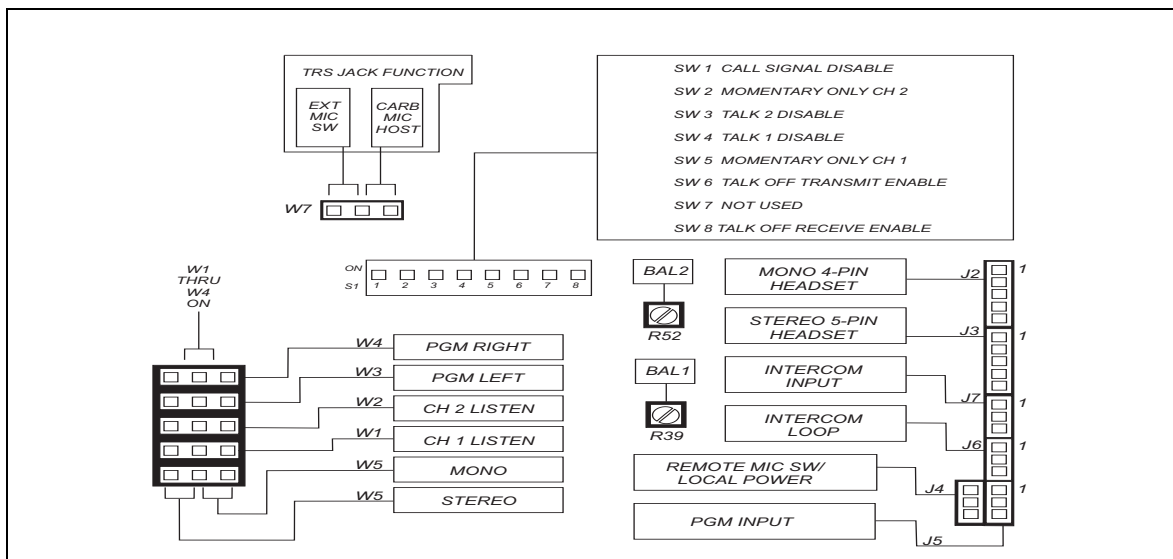 TRS JACK FUNCTION
EXT
MIC
SW
CARB
MIC
HOST
W7
SW 1 CALL SIGNAL DISABLE
SW 2 MOMENTARY ONLY CH 2
SW 3 TALK 2 DISABLE
SW 4 TALK 1 DISABLE
SW 5 MOMENTARY ONLY CH 1
SW 6 TALK OFF TRANSMIT ENABLE
SW 7 NOT USED
SW 8 TALK OFF RECEIVE ENABLE
ON
S1
1 2 3 4 5 6 7 8
W1
THRU
W4
ON
W4 PGM RIGHT
W3 PGM LEFT
W2 CH 2 LISTEN
W1 CH 1 LISTEN
W5 MONO
W5 STEREO
BAL2
R52
BAL1
R39
MONO 4-PIN
HEADSET
J2
1
STEREO 5-PIN
HEADSET
J3
1
INTERCOM
INPUT
J7
1
INTERCOM
LOOP
J6
1
REMOTE MIC SW/
LOCAL POWER
J4
1
PGM INPUT
J5